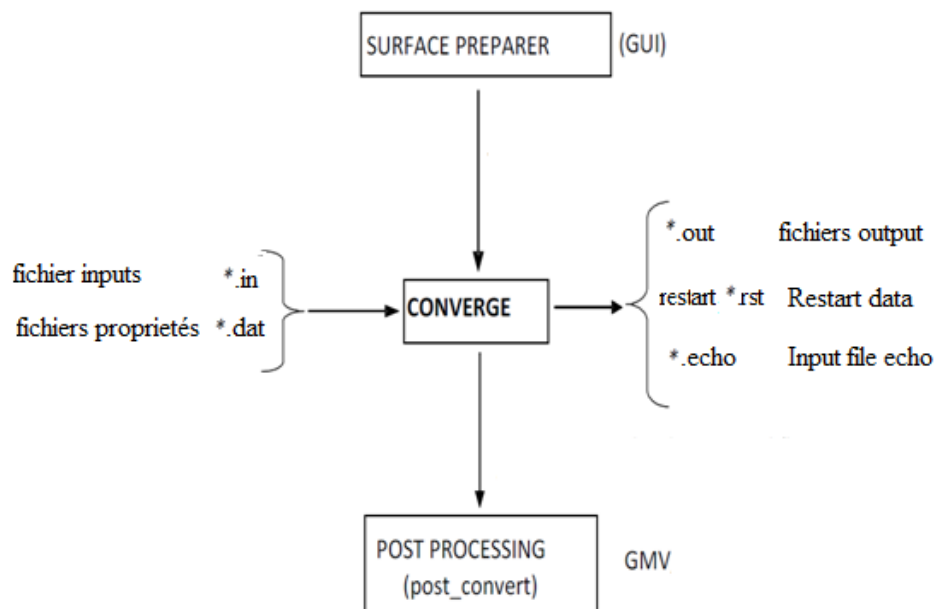 SURFACE PREPARER (GUI)
*.out fichiers output
fichier inputs *.in
restart *.rst Restart data
CONVERGE
fichiers proprietés *.dat
*.echo Input file echo
POST PROCESSING
(post_convert)
GMV